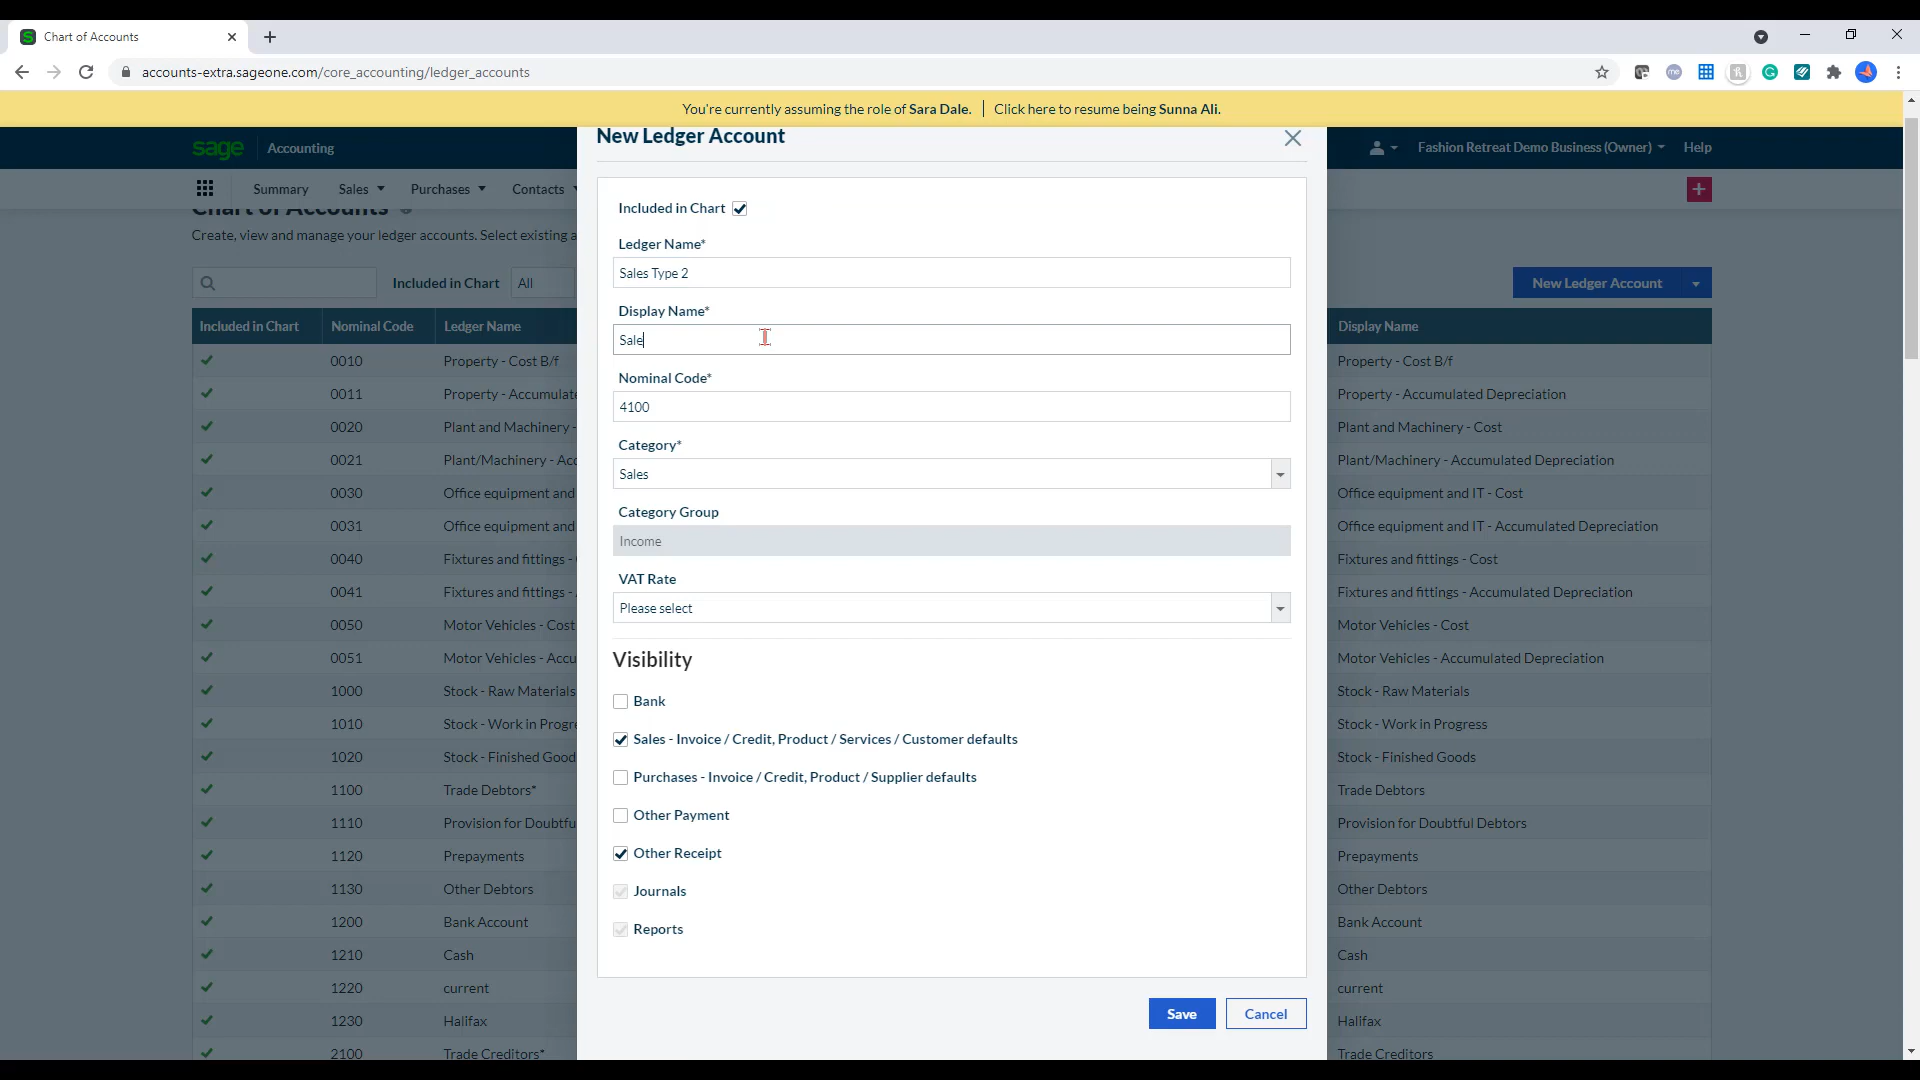 Chart of Accounts
accounts-extra.sageone.com/core_accounting/ledger_accounts
You're currently assuming the role of Sara Dale. | Click here to resume being Sunna Ali.
sage Accounting
Fashion Retreat Demo Business (Owner) Help
Summary Sales Purchases Contacts
Chart of Accounts
Create, view and manage your ledger accounts. Select existing a
Included in Chart All
New Ledger Account
Included in Chart Nominal Code Ledger Name Display Name
0010 Property - Cost B/f Property - Cost B/f
0011 Property - Accumulate Property - Accumulated Depreciation
0020 Plant and Machinery - Plant and Machinery - Cost
0021 Plant/Machinery - Acc Plant/Machinery - Accumulated Depreciation
0030 Office equipment and Office equipment and IT - Cost
0031 Office equipment and Office equipment and IT - Accumulated Depreciation
0040 Fixtures and fittings - Fixtures and fittings - Cost
0041 Fixtures and fittings - Fixtures and fittings - Accumulated Depreciation
0050 Motor Vehicles - Cost Motor Vehicles - Cost
0051 Motor Vehicles - Accu Motor Vehicles - Accumulated Depreciation
1000 Stock - Raw Materials Stock - Raw Materials
1010 Stock - Work in Progre Stock - Work in Progress
1020 Stock - Finished Good Stock - Finished Goods
1100 Trade Debtors* Trade Debtors
1110 Provision for Doubtfu Provision for Doubtful Debtors
1120 Prepayments Prepayments
1130 Other Debtors Other Debtors
1200 Bank Account Bank Account
1210 Cash Cash
1220 current current
1230 Halifax Halifax
2100 Trade Creditors* Trade Creditors
New Ledger Account
Included in Chart
Ledger Name*
Sales Type 2
Display Name*
Sale
Nominal Code*
4100
Category*
Sales
Category Group
Income
VAT Rate
Please select
Visibility
Bank
Sales - Invoice / Credit, Product / Services / Customer defaults
Purchases - Invoice / Credit, Product / Supplier defaults
Other Payment
Other Receipt
Journals
Reports
Save Cancel